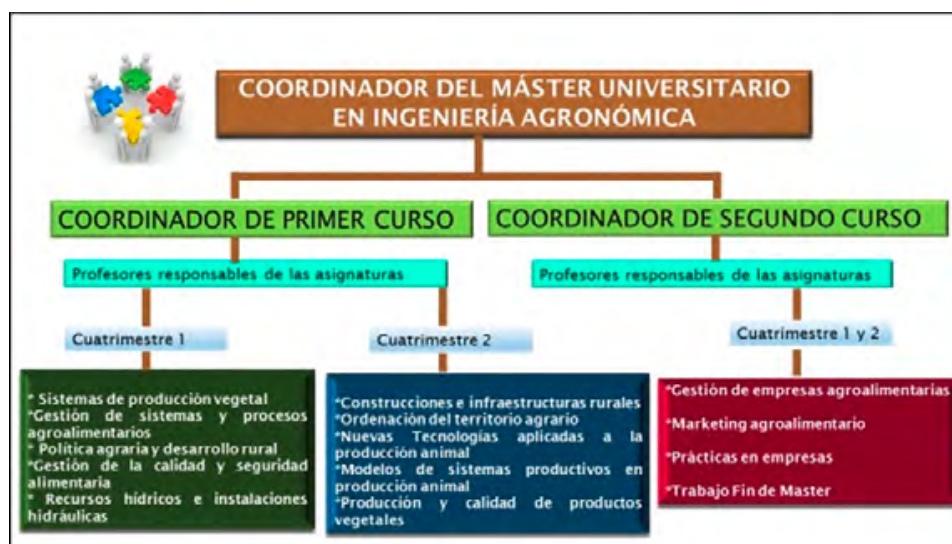 COORDINADOR DEL MÁSTER UNIVERSITARIO
EN INGENIERÍA AGRONÓMICA
COORDINADOR DE PRIMER CURSO
COORDINADOR DE SEGUNDO CURSO
Profesores responsables de las asignaturas
Profesores responsables de las asignaturas
Cuatrimestre 1
Cuatrimestre 2
Cuatrimestre 1 y 2
* Sistemas de producción vegetal
*Gestión de sistemas y procesos
agroalimentarios
* Política agraria y desarrollo rural
*Gestión de la calidad y seguridad
alimentaria
* Recursos hídricos e instalaciones
hidráulicas
*Construcciones e infraestructuras rurales
*Ordenación del territorio agrario
*Nuevas Tecnologías aplicadas a la
producción animal
*Modelos de sistemas productivos en
producción animal
*Producción y calidad de productos
vegetales
*Gestión de empresas agroalimentarias
*Marketing agroalimentario
*Prácticas en empresas
*Trabajo Fin de Master